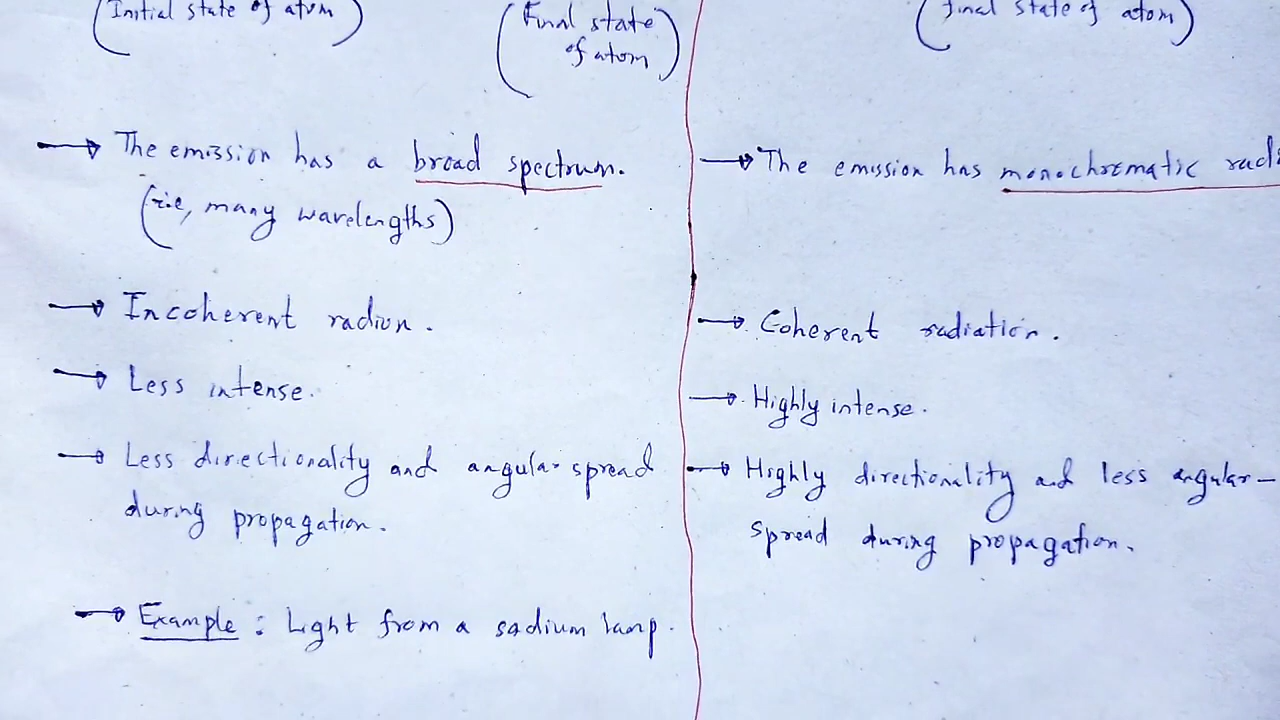 (Initial state of atom)
(Final state
of atom)
→ The emission has a broad spectrum.
(i.e, many wavelengths)
→ Incoherent radion.
→ Less intense.
→ Less directionality and angular spread
during propagation.
→ Example : Light from a sodium lamp.
(final state of atom)
→ The emission has monochromatic radi
→ Coherent radiation.
→ Highly intense.
→ Highly directionality and less angular-
spread during propagation.